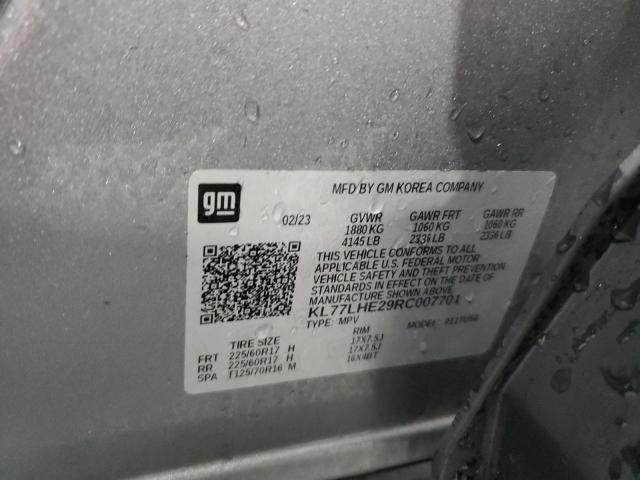 gm
MFD BY GM KOREA COMPANY
02/23 GVWR GAWR FRT GAWR RR
1880 KG 1060 KG 1060 KG
4145 LB 2336 LB 2336 LB
THIS VEHICLE CONFORMS TO ALL
APPLICABLE U.S. FEDERAL MOTOR
VEHICLE SAFETY AND THEFT PREVENTION
STANDARDS IN EFFECT ON THE DATE OF
MANUFACTURE SHOWN ABOVE.
KL77LHE29RC007701
TYPE: MPV MODEL:
TIRE SIZE RIM
FRT 225/60R17 H 17X7.5J
RR 225/60R17 H 17X7.5J
SPA T125/70R16 M 16X4BT